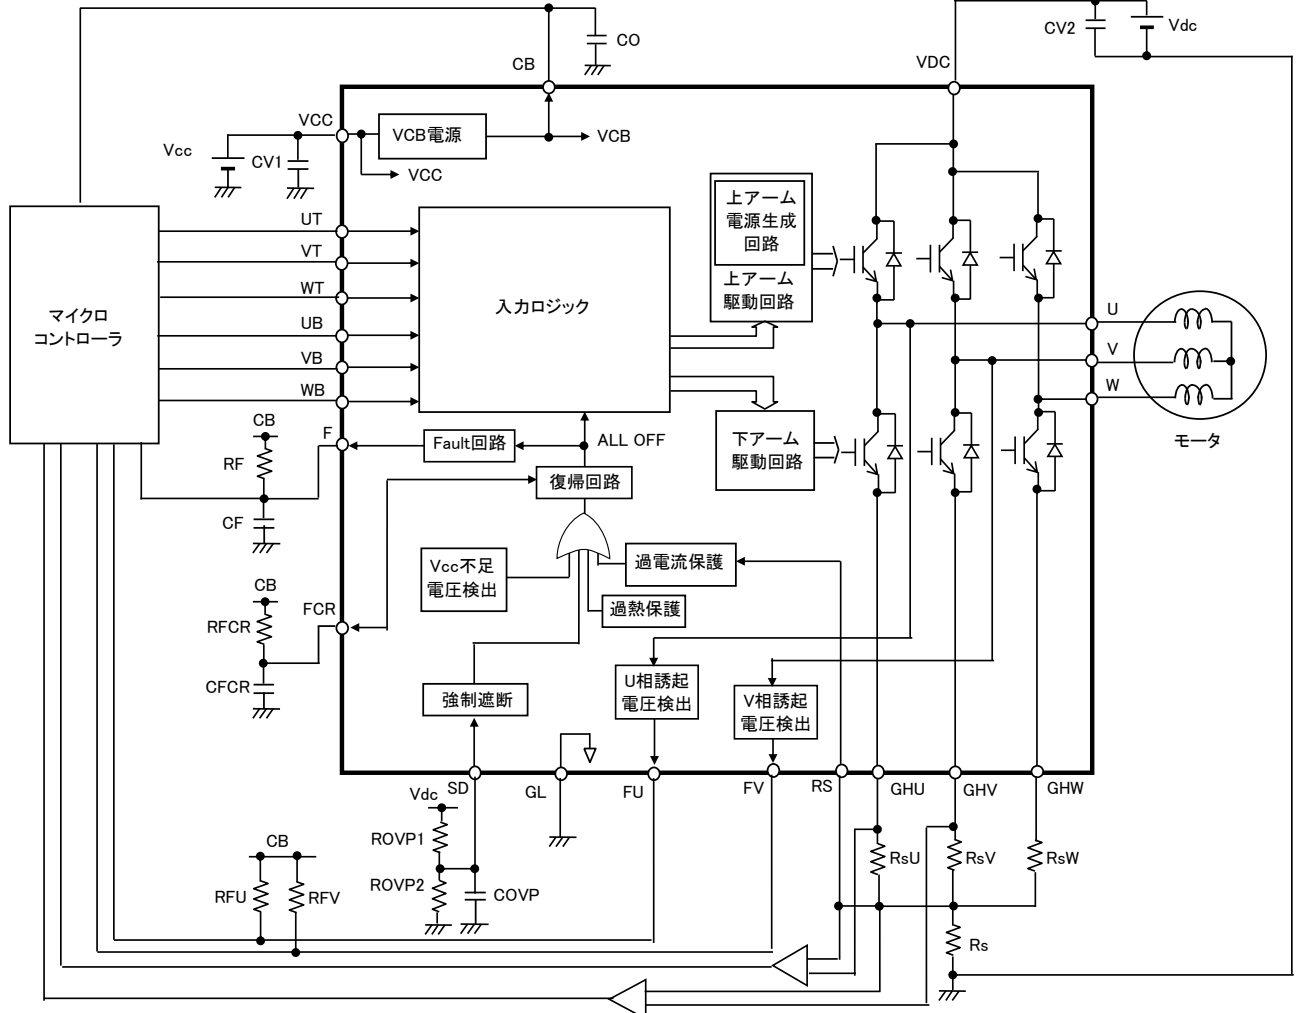 CO
CV2
Vdc
CB
VDC
VCC
VCB電源
VCB
Vcc
CV1
VCC
UT
VT
WT
UB
VB
WB
マイクロ
コントローラ
入力ロジック
上アーム
電源生成
回路
上アーム
駆動回路
下アーム
駆動回路
U
V
W
モータ
CB
RF
CF
F
Fault回路
ALL OFF
復帰回路
Vcc不足
電圧検出
過電流保護
過熱保護
CB
RFCR
CFCR
FCR
強制遮断
U相誘起
電圧検出
V相誘起
電圧検出
SD
GL
FU
FV
RS
GHU
GHV
GHW
Vdc
ROVP1
ROVP2
COVP
CB
RFU
RFV
RsU
RsV
RsW
Rs